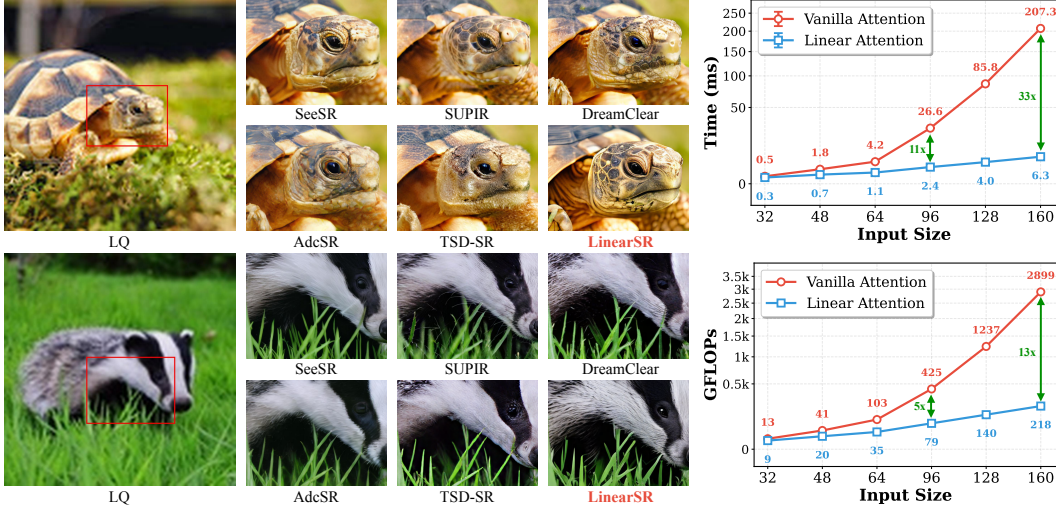 SeeSR
SUPIR
DreamClear
LQ
AdcSR
TSD-SR
LinearSR
SeeSR
SUPIR
DreamClear
LQ
AdcSR
TSD-SR
LinearSR
Time (ms)
250
200
150
100
50
0
Vanilla Attention
Linear Attention
0.5
1.8
4.2
26.6
85.8
207.3
11x
33x
0.3
0.7
1.1
2.4
4.0
6.3
32
48
64
96
128
160
Input Size
GFLOPs
3.5k
3k
2.5k
2k
1.5k
1k
0.5k
0
Vanilla Attention
Linear Attention
13
41
103
425
1237
2899
5x
13x
9
20
35
79
140
218
32
48
64
96
128
160
Input Size